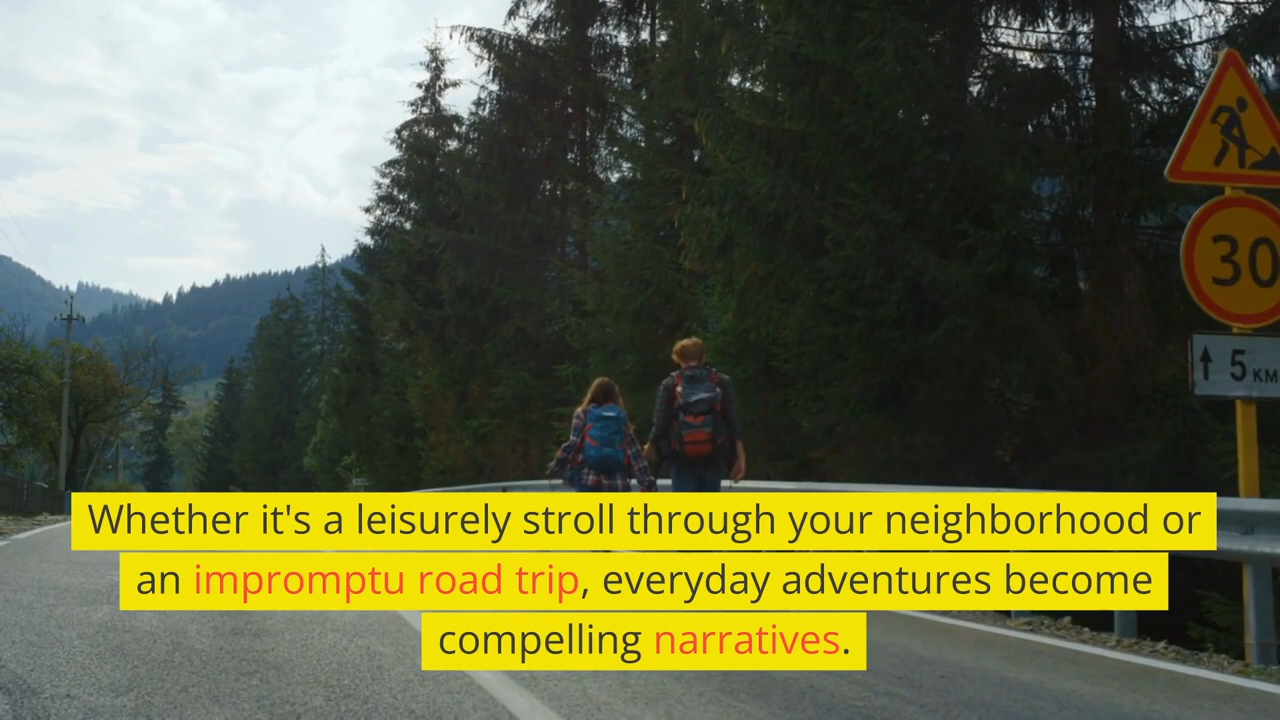 30
↑ 5 KM
Whether it's a leisurely stroll through your neighborhood or
an impromptu road trip, everyday adventures become
compelling narratives.